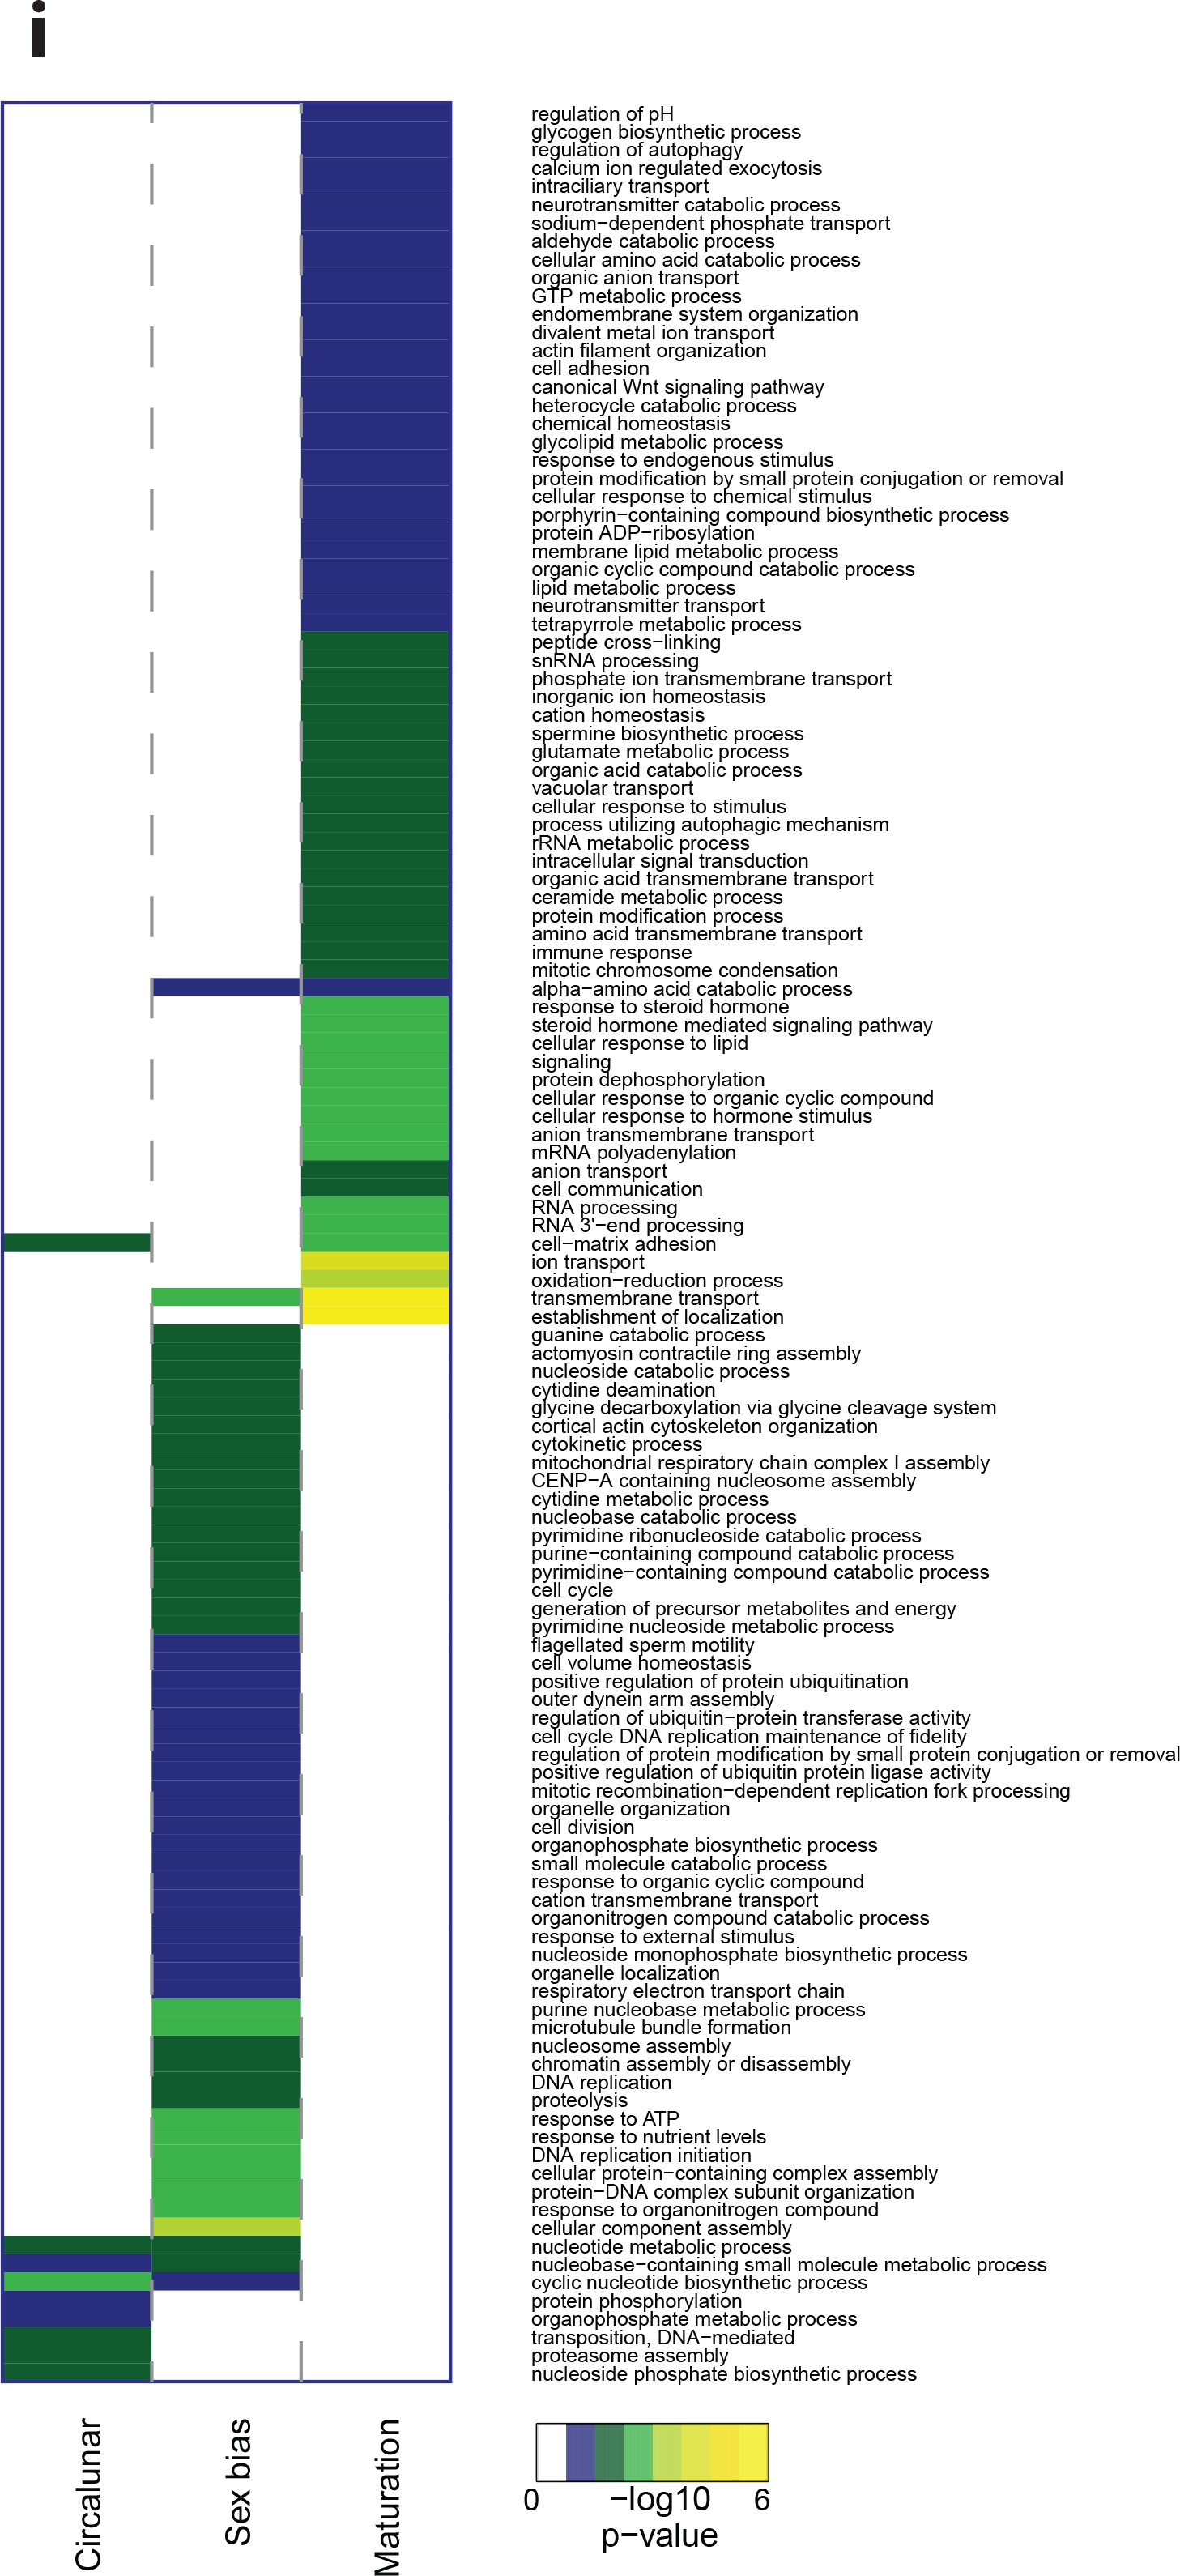 i
regulation of pH
glycogen biosynthetic process
regulation of autophagy
calcium ion regulated exocytosis
intraciliary transport
neurotransmitter catabolic process
sodium−dependent phosphate transport
aldehyde catabolic process
cellular amino acid catabolic process
organic anion transport
GTP metabolic process
endomembrane system organization
divalent metal ion transport
actin filament organization
cell adhesion
canonical Wnt signaling pathway
heterocycle catabolic process
chemical homeostasis
glycolipid metabolic process
response to endogenous stimulus
protein modification by small protein conjugation or removal
cellular response to chemical stimulus
porphyrin−containing compound biosynthetic process
protein ADP−ribosylation
membrane lipid metabolic process
organic cyclic compound catabolic process
lipid metabolic process
neurotransmitter transport
tetrapyrrole metabolic process
peptide cross−linking
snRNA processing
phosphate ion transmembrane transport
inorganic ion homeostasis
cation homeostasis
spermine biosynthetic process
glutamate metabolic process
organic acid catabolic process
vacuolar transport
cellular response to stimulus
process utilizing autophagic mechanism
rRNA metabolic process
intracellular signal transduction
organic acid transmembrane transport
ceramide metabolic process
protein modification process
amino acid transmembrane transport
immune response
mitotic chromosome condensation
alpha−amino acid catabolic process
response to steroid hormone
steroid hormone mediated signaling pathway
cellular response to lipid
signaling
protein dephosphorylation
cellular response to organic cyclic compound
cellular response to hormone stimulus
anion transmembrane transport
mRNA polyadenylation
anion transport
cell communication
RNA processing
RNA 3'−end processing
cell−matrix adhesion
ion transport
oxidation−reduction process
transmembrane transport
establishment of localization
guanine catabolic process
actomyosin contractile ring assembly
nucleoside catabolic process
cytidine deamination
glycine decarboxylation via glycine cleavage system
cortical actin cytoskeleton organization
cytokinetic process
mitochondrial respiratory chain complex I assembly
CENP−A containing nucleosome assembly
cytidine metabolic process
nucleobase catabolic process
pyrimidine ribonucleoside catabolic process
purine−containing compound catabolic process
pyrimidine−containing compound catabolic process
cell cycle
generation of precursor metabolites and energy
pyrimidine nucleoside metabolic process
flagellated sperm motility
cell volume homeostasis
positive regulation of protein ubiquitination
outer dynein arm assembly
regulation of ubiquitin−protein transferase activity
cell cycle DNA replication maintenance of fidelity
regulation of protein modification by small protein conjugation or removal
positive regulation of ubiquitin protein ligase activity
mitotic recombination−dependent replication fork processing
organelle organization
cell division
organophosphate biosynthetic process
small molecule catabolic process
response to organic cyclic compound
cation transmembrane transport
organonitrogen compound catabolic process
response to external stimulus
nucleoside monophosphate biosynthetic process
organelle localization
respiratory electron transport chain
purine nucleobase metabolic process
microtubule bundle formation
nucleosome assembly
chromatin assembly or disassembly
DNA replication
proteolysis
response to ATP
response to nutrient levels
DNA replication initiation
cellular protein−containing complex assembly
protein−DNA complex subunit organization
response to organonitrogen compound
cellular component assembly
nucleotide metabolic process
nucleobase−containing small molecule metabolic process
cyclic nucleotide biosynthetic process
protein phosphorylation
organophosphate metabolic process
transposition, DNA−mediated
proteasome assembly
nucleoside phosphate biosynthetic process
Circalunar
Sex bias
Maturation
0 −log10 6
p−value